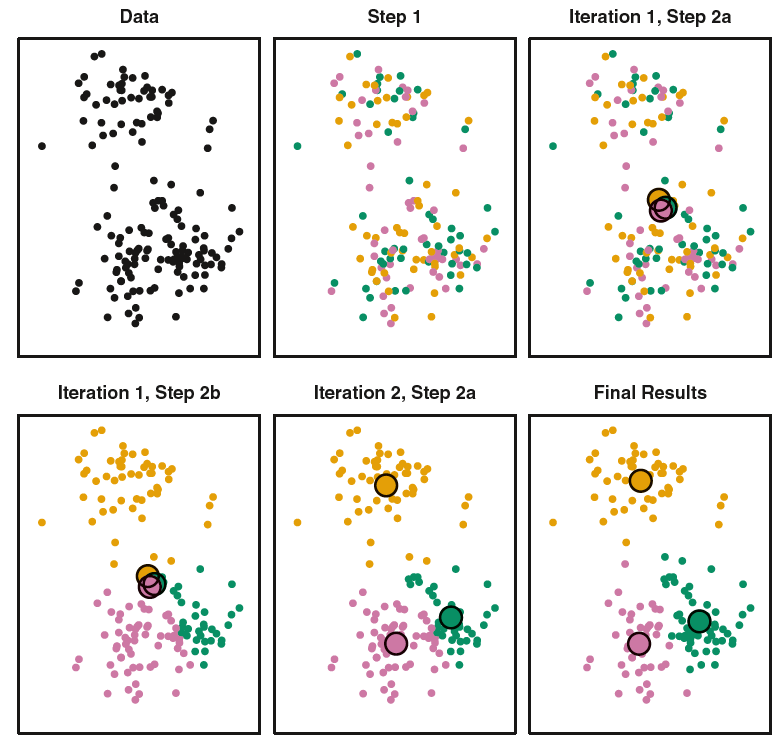 Data
Step 1
Iteration 1, Step 2a
Iteration 1, Step 2b
Iteration 2, Step 2a
Final Results